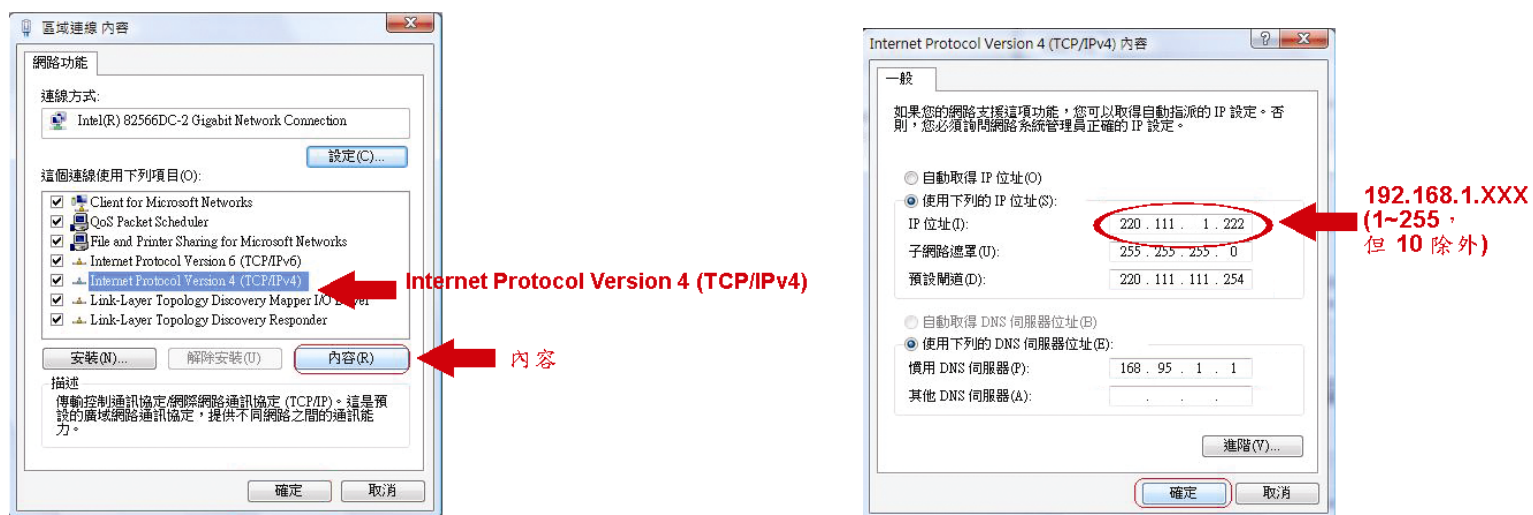 區域連線 內容
網路功能
連線方式:
Intel(R) 82566DC-2 Gigabit Network Connection
設定(C)...
這個連線使用下列項目(O):
Client for Microsoft Networks
QoS Packet Scheduler
File and Printer Sharing for Microsoft Networks
Internet Protocol Version 6 (TCP/IPv6)
Internet Protocol Version 4 (TCP/IPv4)
Link-Layer Topology Discovery Mapper I/O
Link-Layer Topology Discovery Responder
Internet Protocol Version 4 (TCP/IPv4)
安裝(N)...
解除安裝(U)
內容(R)
內容
描述
傳輸控制通訊協定/網際網路通訊協定 (TCP/IP)。這是預
設的廣域網路通訊協定，提供不同網路之間的通訊能
力。
確定
取消
Internet Protocol Version 4 (TCP/IPv4) 內容
一般
如果您的網路支援這項功能，您可以取得自動指派的 IP 設定。否
則，您必須詢問網路系統管理員正確的 IP 設定。
自動取得 IP 位址(O)
使用下列的 IP 位址(S):
IP 位址(I): 220 . 111 . 1 . 222
子網路遮罩(U): 255 . 255 . 255 . 0
預設閘道(D): 220 . 111 . 111 . 254
192.168.1.XXX
(1~255，
但 10 除外)
自動取得 DNS 伺服器位址(B)
使用下列的 DNS 伺服器位址(E):
慣用 DNS 伺服器(P): 168 . 95 . 1 . 1
其他 DNS 伺服器(A): . . .
進階(V)...
確定
取消